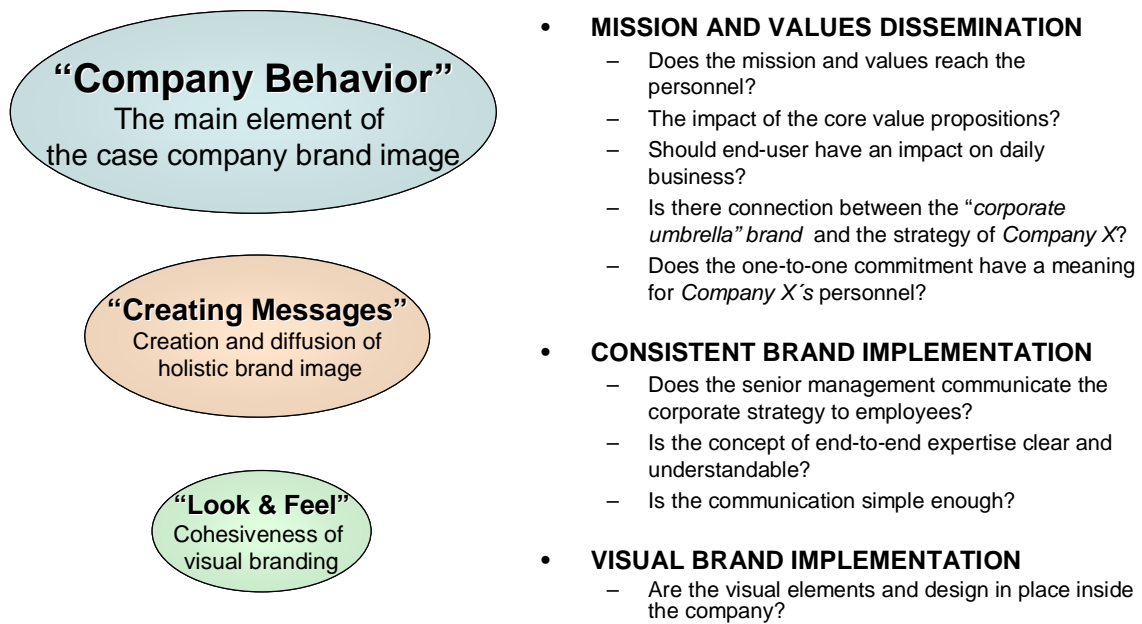 “Company Behavior”
The main element of
the case company brand image
“Creating Messages”
Creation and diffusion of
holistic brand image
“Look & Feel”
Cohesiveness of
visual branding
• MISSION AND VALUES DISSEMINATION
– Does the mission and values reach the
personnel?
– The impact of the core value propositions?
– Should end-user have an impact on daily
business?
– Is there connection between the “corporate
umbrella” brand and the strategy of Company X?
– Does the one-to-one commitment have a meaning
for Company X´s personnel?
• CONSISTENT BRAND IMPLEMENTATION
– Does the senior management communicate the
corporate strategy to employees?
– Is the concept of end-to-end expertise clear and
understandable?
– Is the communication simple enough?
• VISUAL BRAND IMPLEMENTATION
– Are the visual elements and design in place inside
the company?